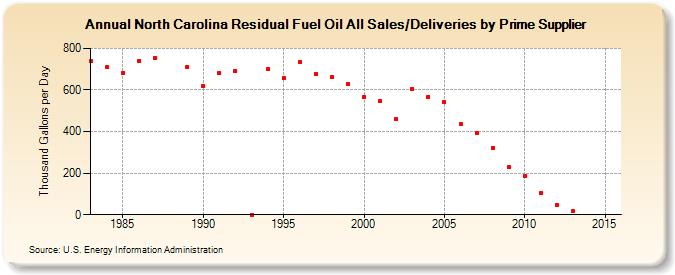 Annual North Carolina Residual Fuel Oil All Sales/Deliveries by Prime Supplier
Thousand Gallons per Day
800
600
400
200
0
1985 1990 1995 2000 2005 2010 2015
Source: U.S. Energy Information Administration